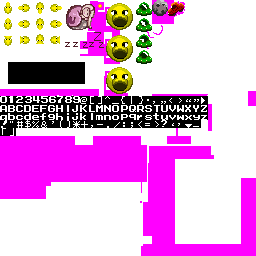 z z z z z
0123456789@[]^_{|}·,„‹›«»
ABCDEFGHIJKLMNOPQRSTUVWXYZ
abcdefghijklmnopqrstuvwxyz
!"#$%&'()*+,-./:;<=>?